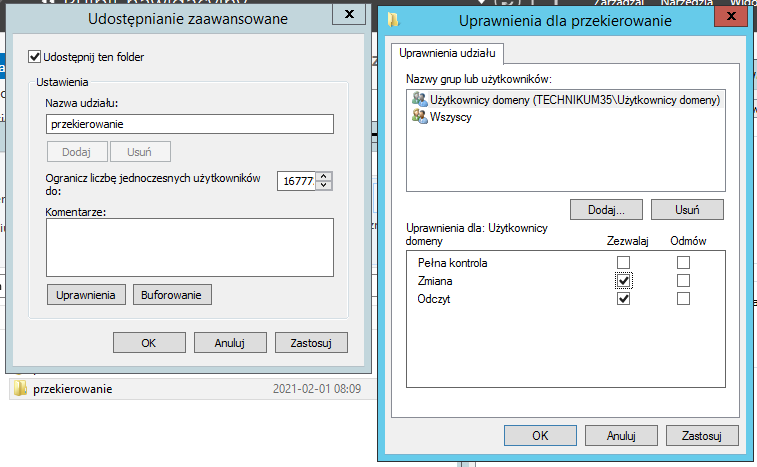 Zarządzaj Narzędzia
Udostępnianie zaawansowane
Udostępnij ten folder
Ustawienia
Nazwa udziału:
przekierowanie
Dodaj Usuń
Ogranicz liczbę jednoczesnych użytkowników
do:
16777
Komentarze:
Uprawnienia Buforowanie
OK Anuluj Zastosuj
przekierowanie 2021-02-01 08:09
Uprawnienia dla przekierowanie
Uprawnienia udziału
Nazwy grup lub użytkowników:
Użytkownicy domeny (TECHNIKUM35\Użytkownicy domeny)
Wszyscy
Dodaj... Usuń
Uprawnienia dla: Użytkownicy
domeny Zezwalaj Odmów
Pełna kontrola
Zmiana
Odczyt
OK Anuluj Zastosuj